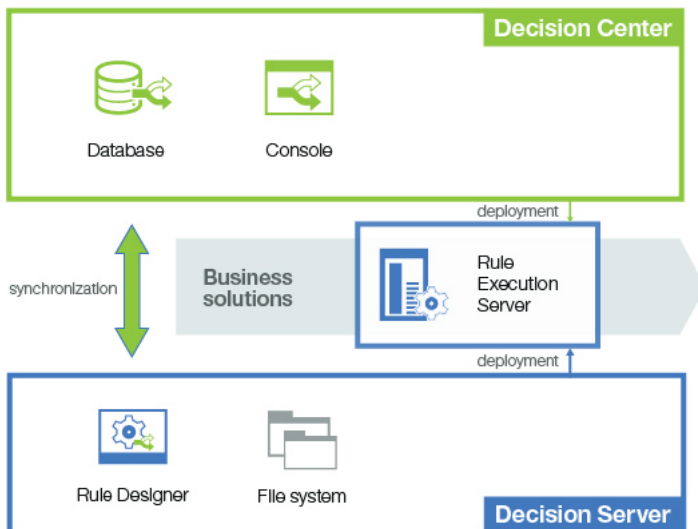 Decision Center
Database
Console
deployment
synchronization
Business
solutions
Rule
Execution
Server
deployment
Rule Designer
File system
Decision Server